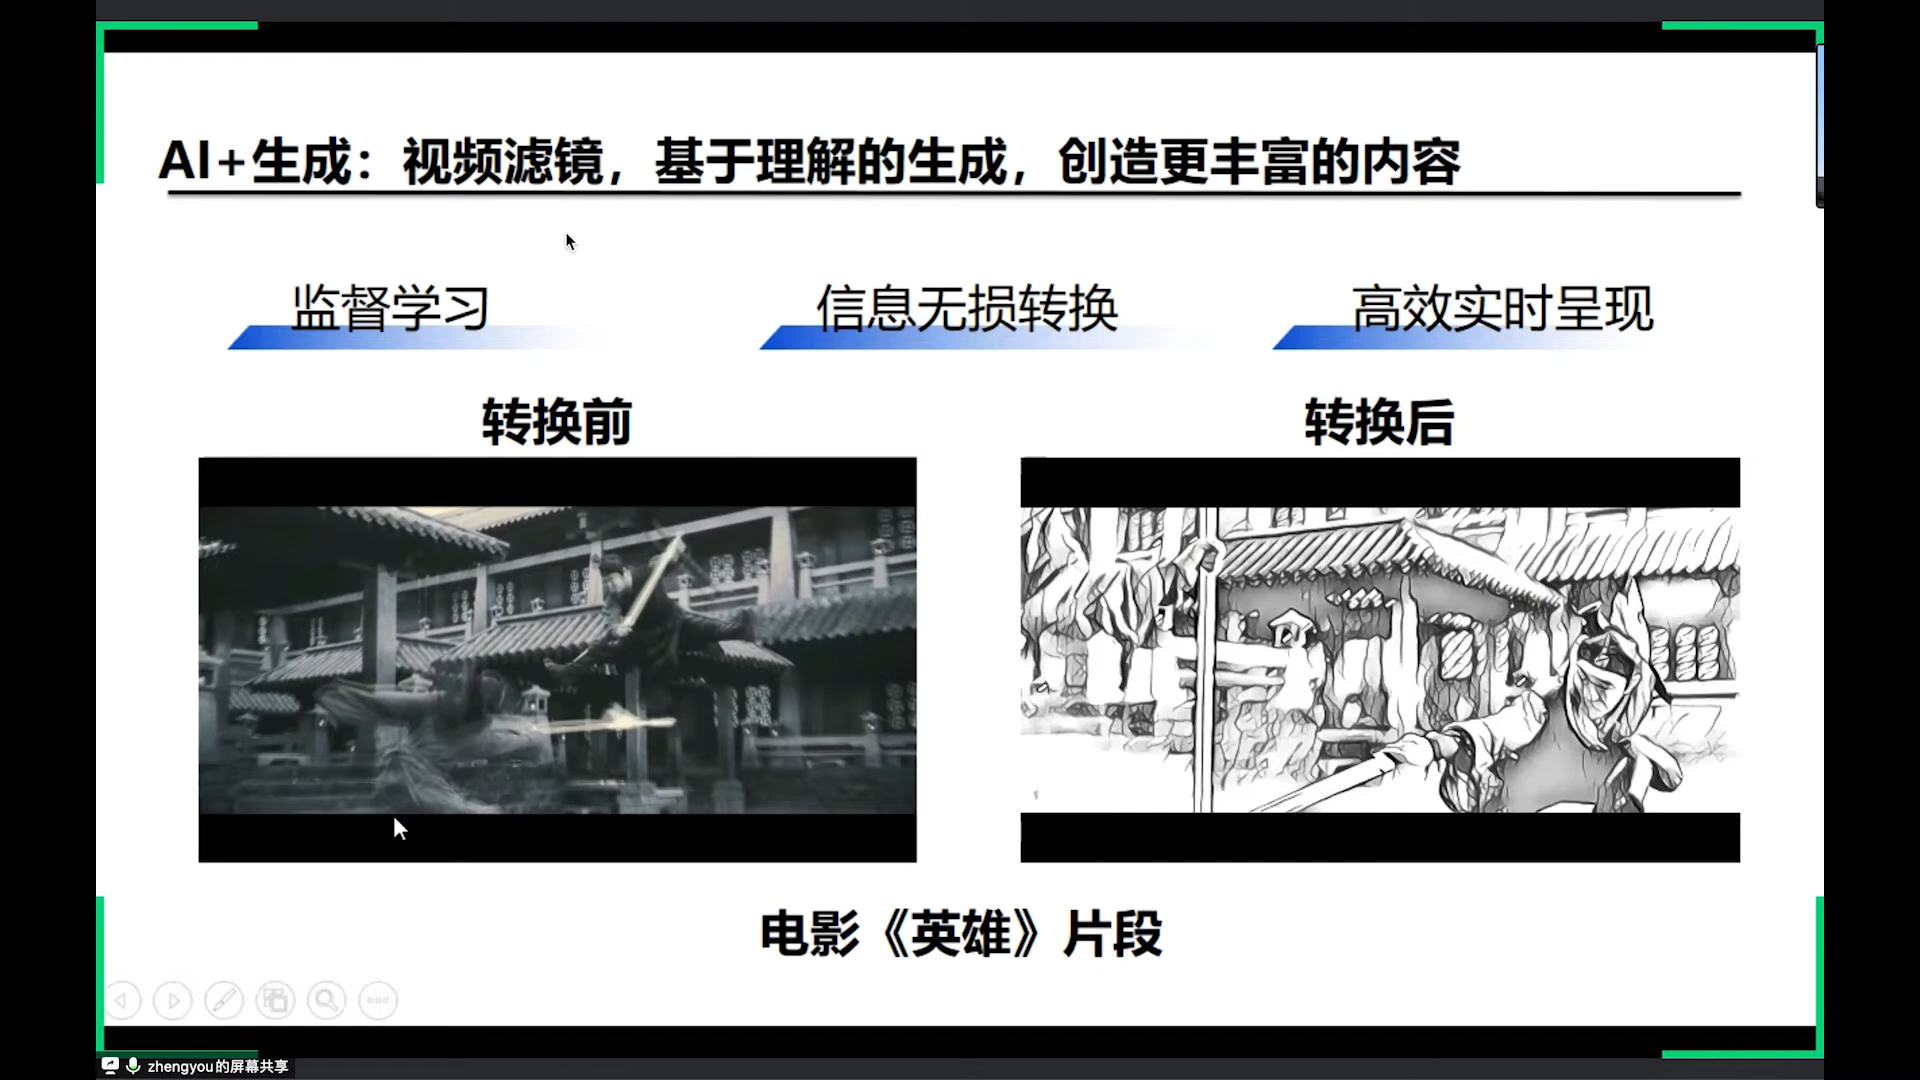 AI+生成：视频滤镜，基于理解的生成，创造更丰富的内容
监督学习
信息无损转换
高效实时呈现
转换前
转换后
电影《英雄》片段
zhengyou的屏幕共享